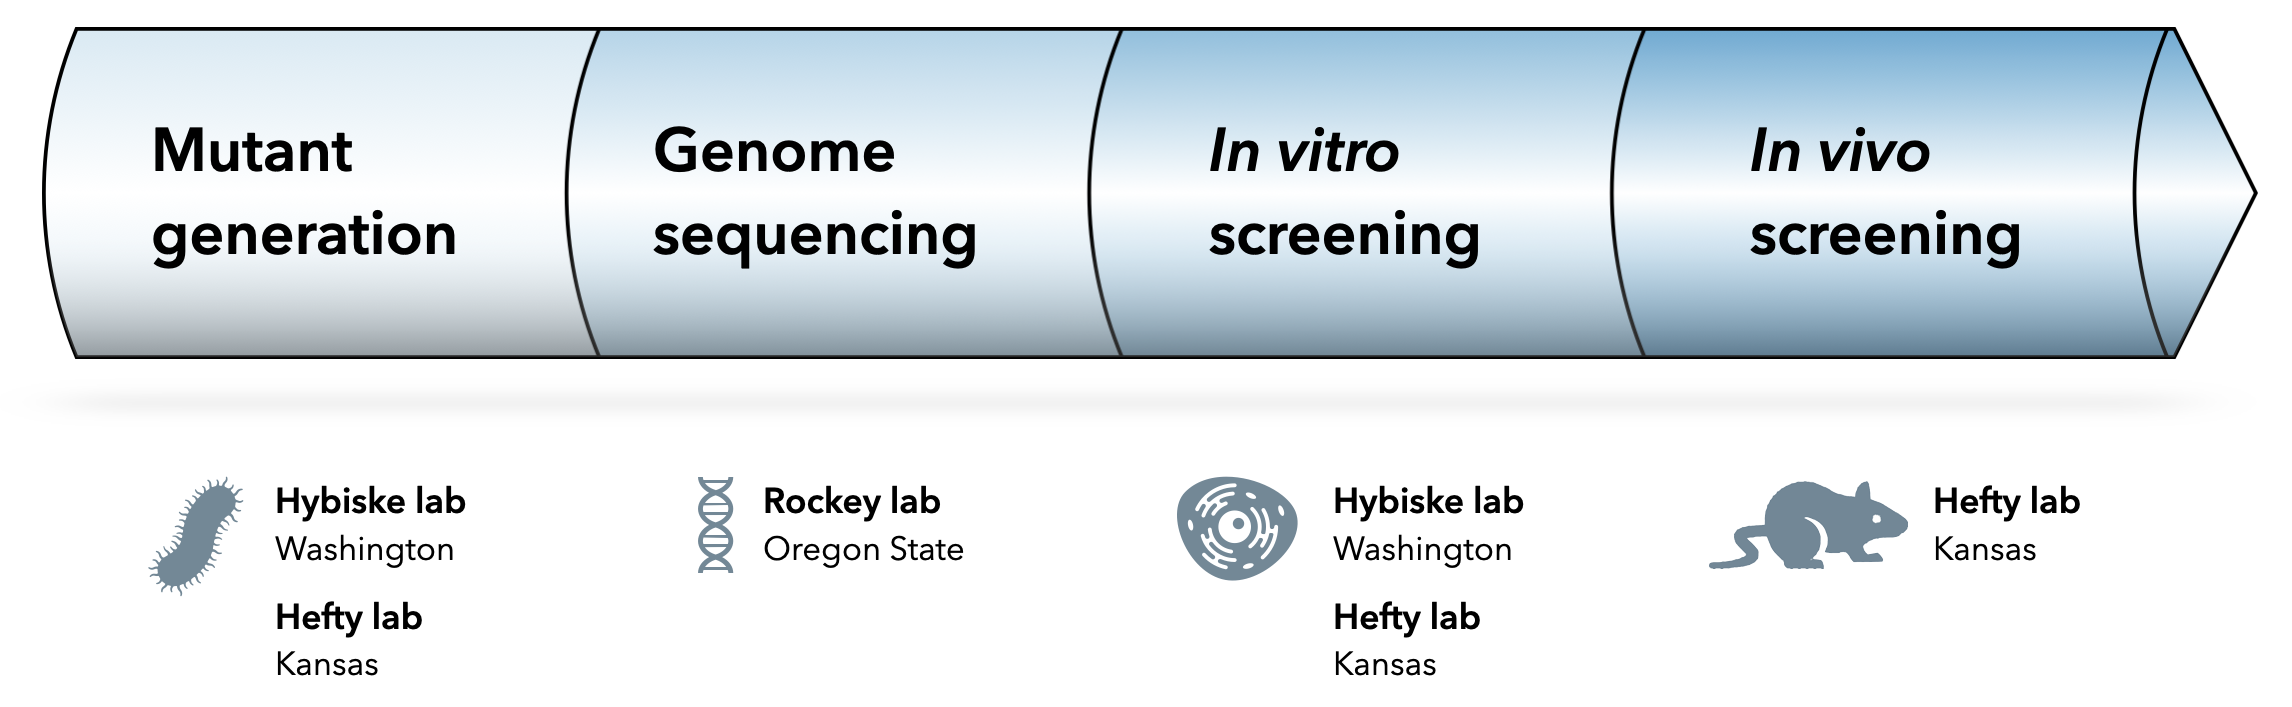 Mutant
generation
Genome
sequencing
In vitro
screening
In vivo
screening
Hybiske lab
Washington
Hefty lab
Kansas
Rockey lab
Oregon State
Hybiske lab
Washington
Hefty lab
Kansas
Hefty lab
Kansas